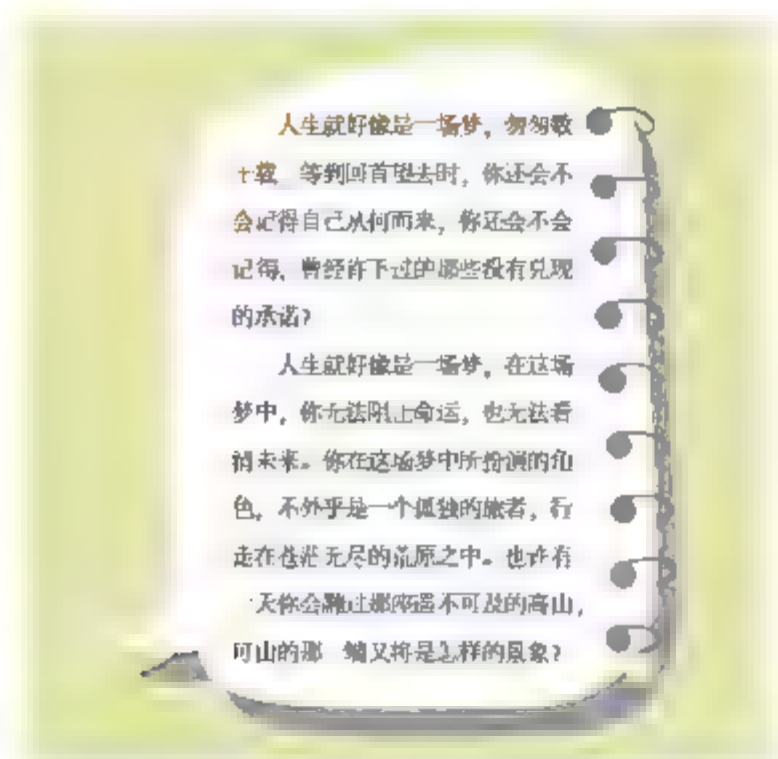 人生就好像是一场梦，匆匆数
十载，等到回首望去时，你还会不
会记得自己从何而来，你还会不会
记得，曾经许下过的那些没有兑现
的承诺？
人生就好像是一场梦，在这场
梦中，你无法阻止命运，也无法看
清未来。你在这场梦中所扮演的角
色，不外乎是一个孤独的旅者，行
走在苍茫无尽的荒原之中。也许有
一天你会翻过那座遥不可及的高山，
可山的那一端又将是怎样的景象？